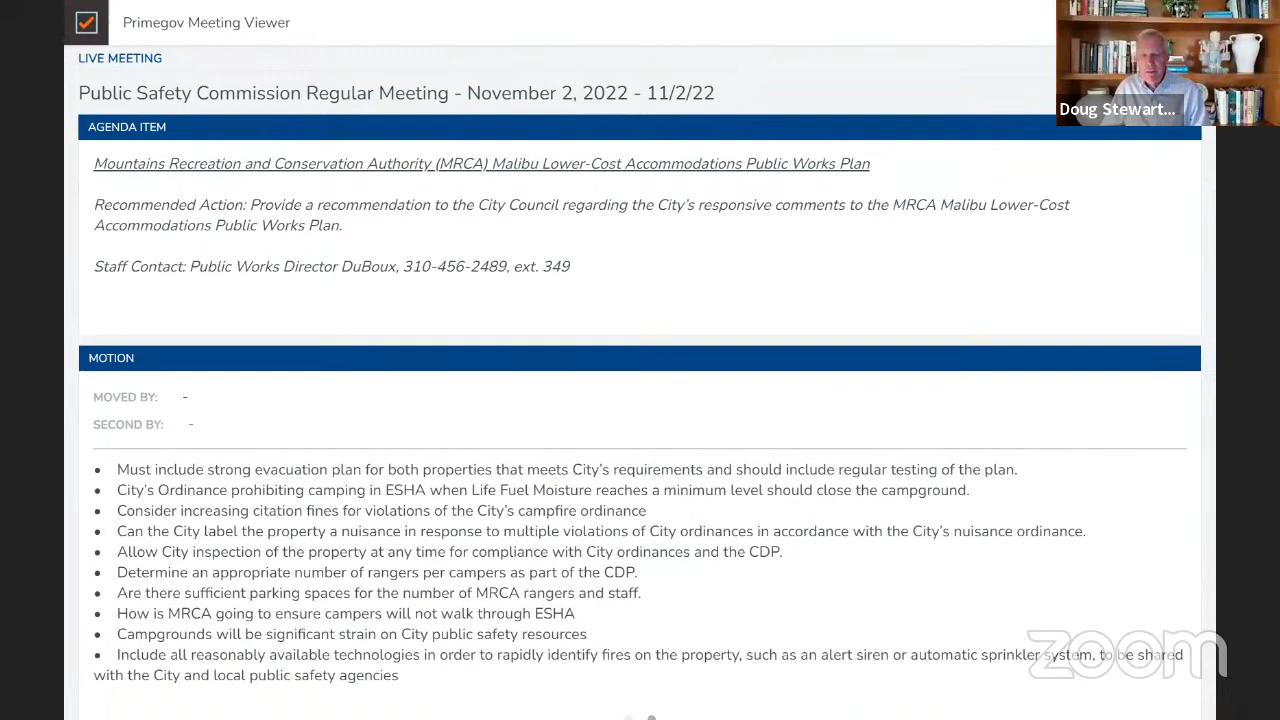 Primegov Meeting Viewer
LIVE MEETING
Doug Stewart...
Public Safety Commission Regular Meeting - November 2, 2022 - 11/2/22
AGENDA ITEM
Mountains Recreation and Conservation Authority (MRCA) Malibu Lower-Cost Accommodations Public Works Plan
Recommended Action: Provide a recommendation to the City Council regarding the City's responsive comments to the MRCA Malibu Lower-Cost
Accommodations Public Works Plan.
Staff Contact: Public Works Director DuBoux, 310-456-2489, ext. 349
MOTION
MOVED BY: -
SECOND BY: -
• Must include strong evacuation plan for both properties that meets City's requirements and should include regular testing of the plan.
• City's Ordinance prohibiting camping in ESHA when Life Fuel Moisture reaches a minimum level should close the campground.
• Consider increasing citation fines for violations of the City's campfire ordinance
• Can the City label the property a nuisance in response to multiple violations of City ordinances in accordance with the City's nuisance ordinance.
• Allow City inspection of the property at any time for compliance with City ordinances and the CDP.
• Determine an appropriate number of rangers per campers as part of the CDP.
• Are there sufficient parking spaces for the number of MRCA rangers and staff.
• How is MRCA going to ensure campers will not walk through ESHA
• Campgrounds will be significant strain on City public safety resources
• Include all reasonably available technologies in order to rapidly identify fires on the property, such as an alert siren or automatic sprinkler system, to be shared
with the City and local public safety agencies
zoom